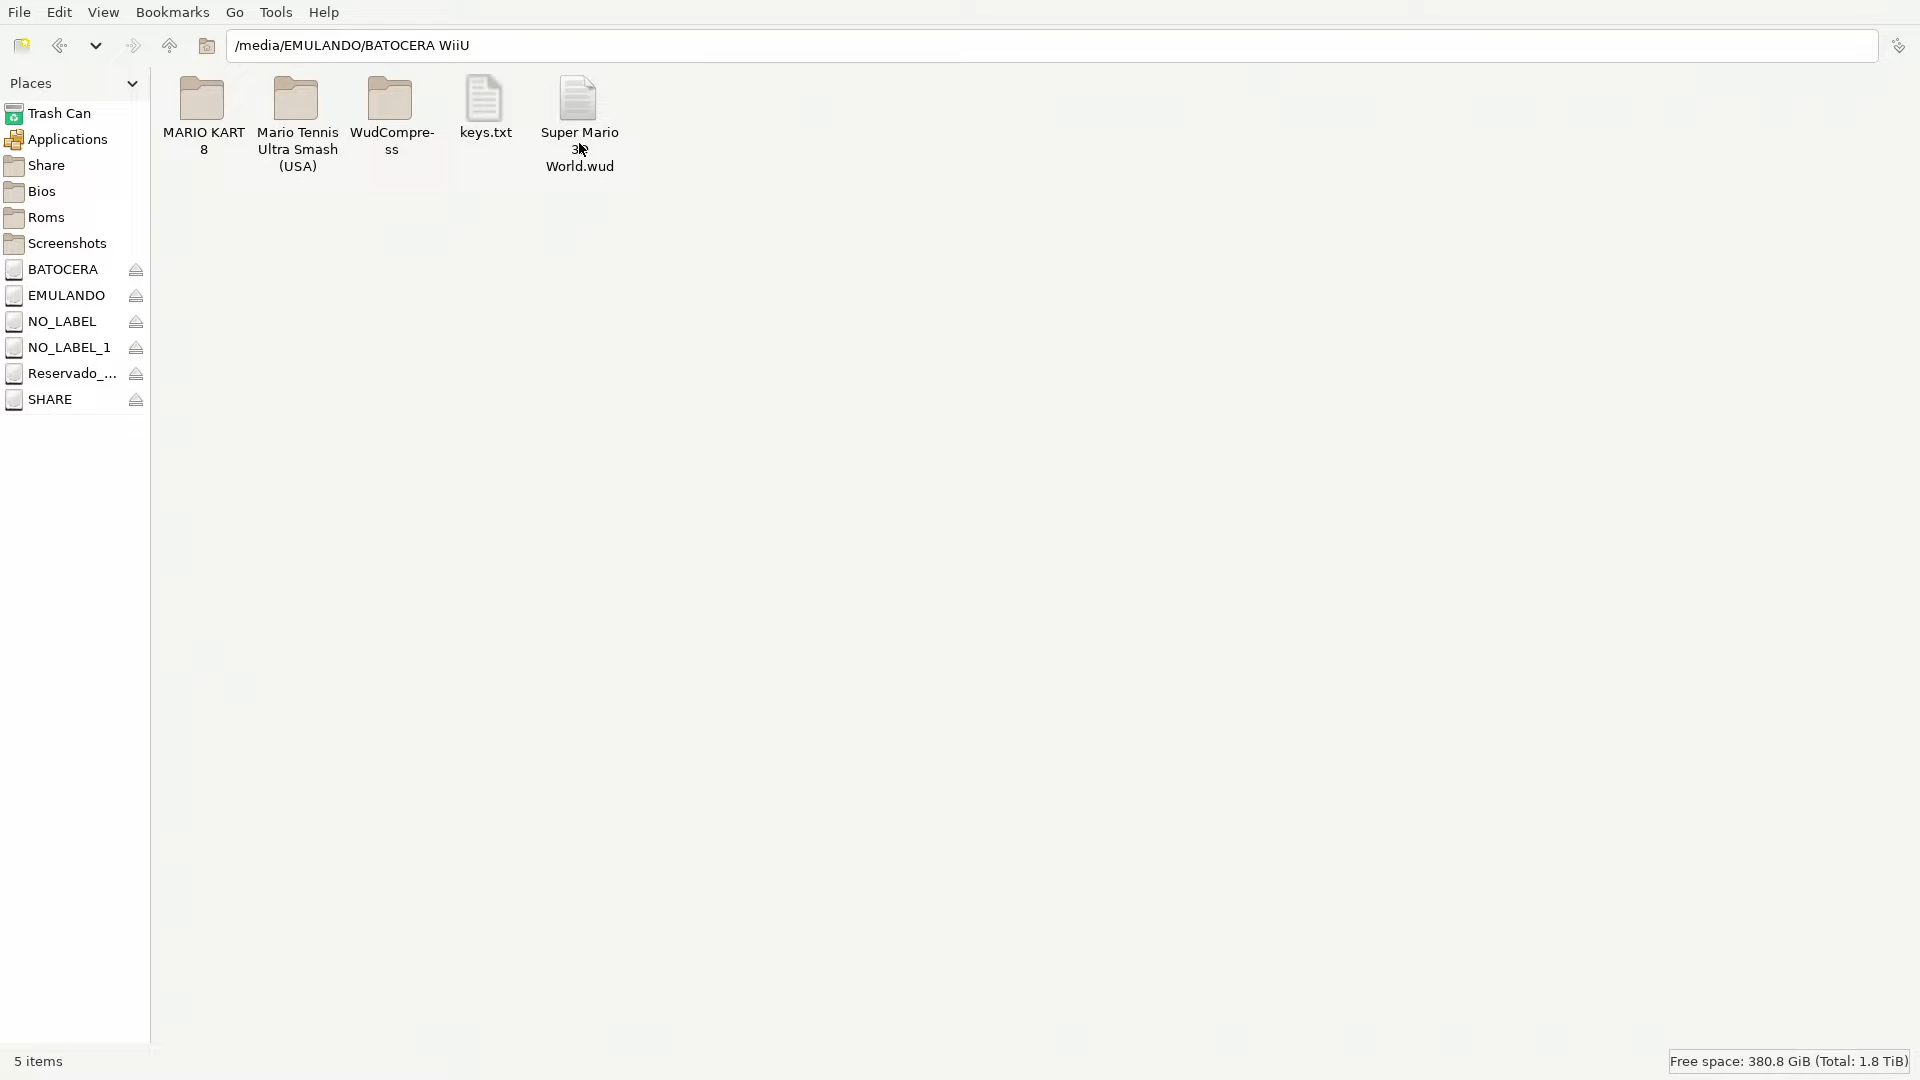 File Edit View Bookmarks Go Tools Help
/media/EMULANDO/BATOCERA WiiU
Places
Trash Can
Applications
Share
Bios
Roms
Screenshots
BATOCERA
EMULANDO
NO_LABEL
NO_LABEL_1
Reservado_...
SHARE
MARIO KART
8
Mario Tennis
Ultra Smash
(USA)
WudCompre-
ss
keys.txt
Super Mario
World.wud
5 items
Free space: 380.8 GiB (Total: 1.8 TiB)